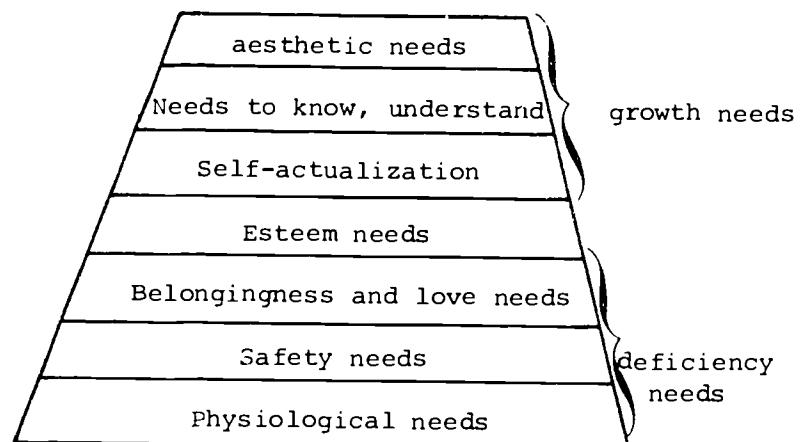 aesthetic needs
Needs to know, understand
growth needs
Self-actualization
Esteem needs
Belongingness and love needs
Safety needs
deficiency
needs
Physiological needs